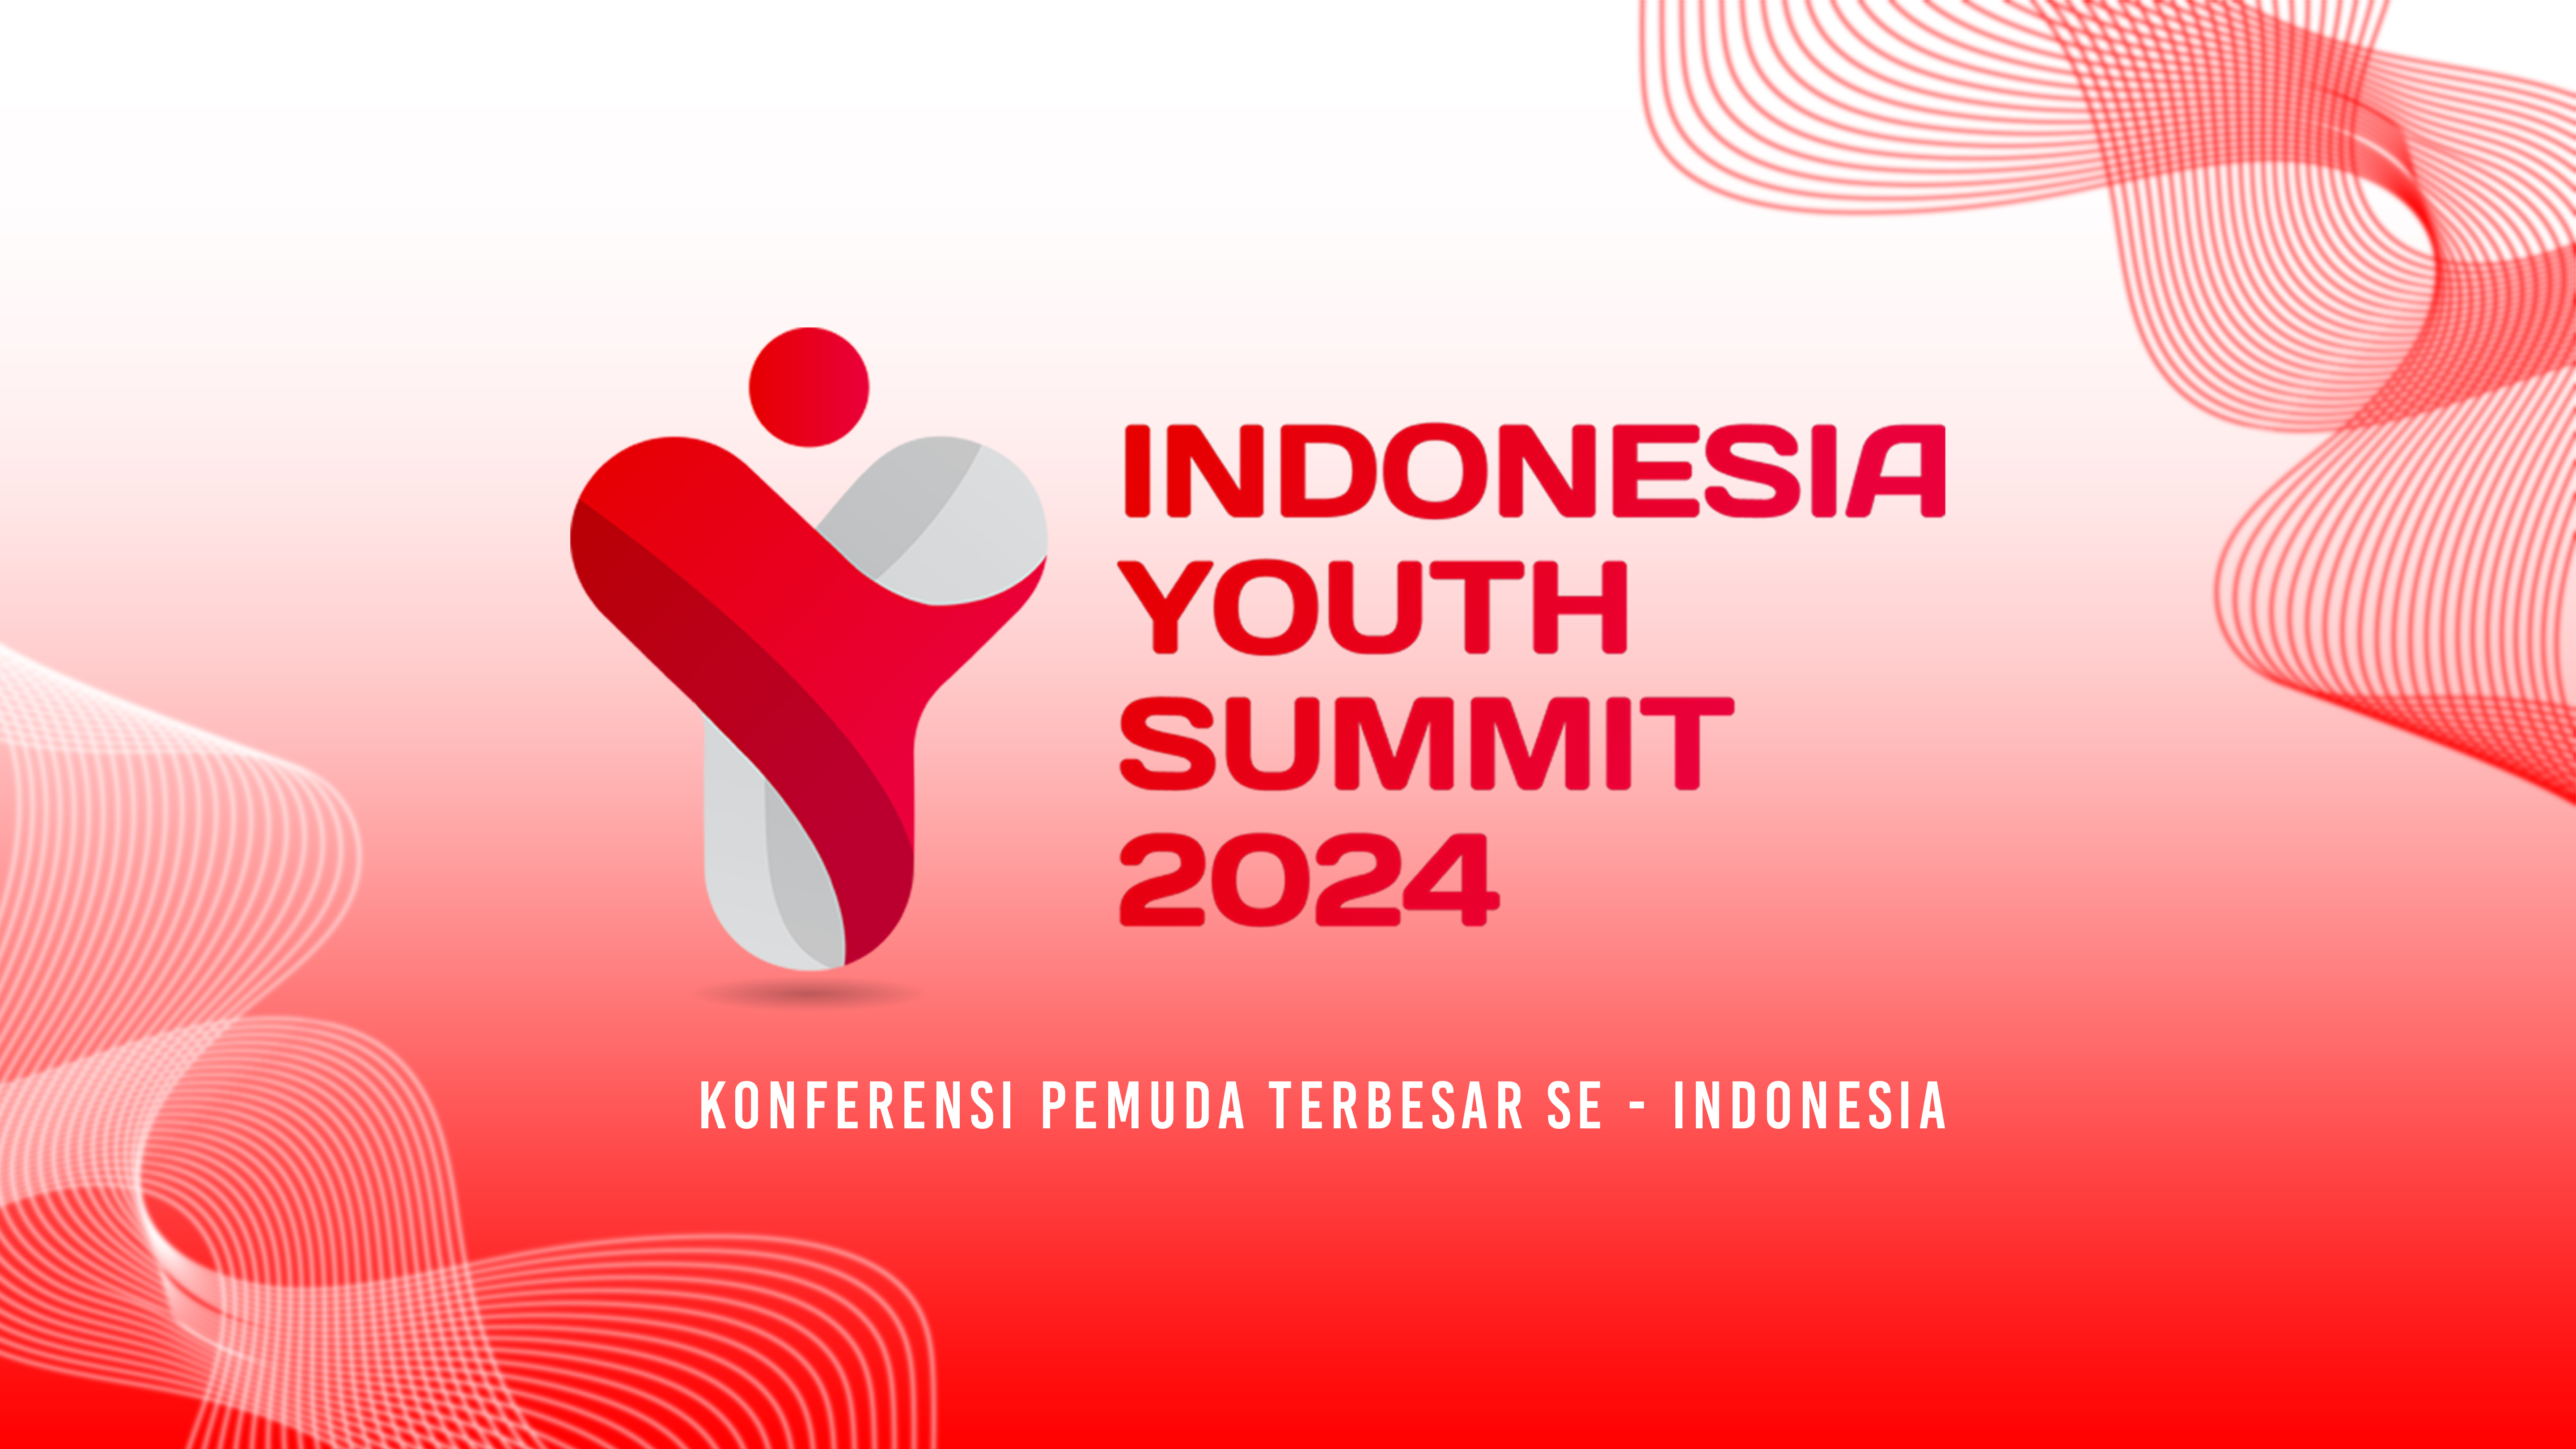 INDONESIA
YOUTH
SUMMIT
2024
KONFERENSI PEMUDA TERBESAR SE - INDONESIA